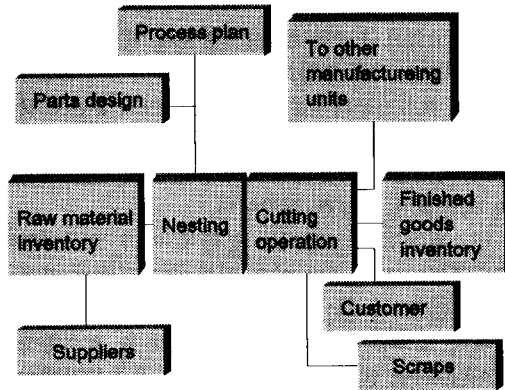 Process plan
To other
manufactureing
units
Parts design
Raw material
inventory
Nesting
Cutting
operation
Finished
goods
inventory
Customer
Suppliers
Scraps